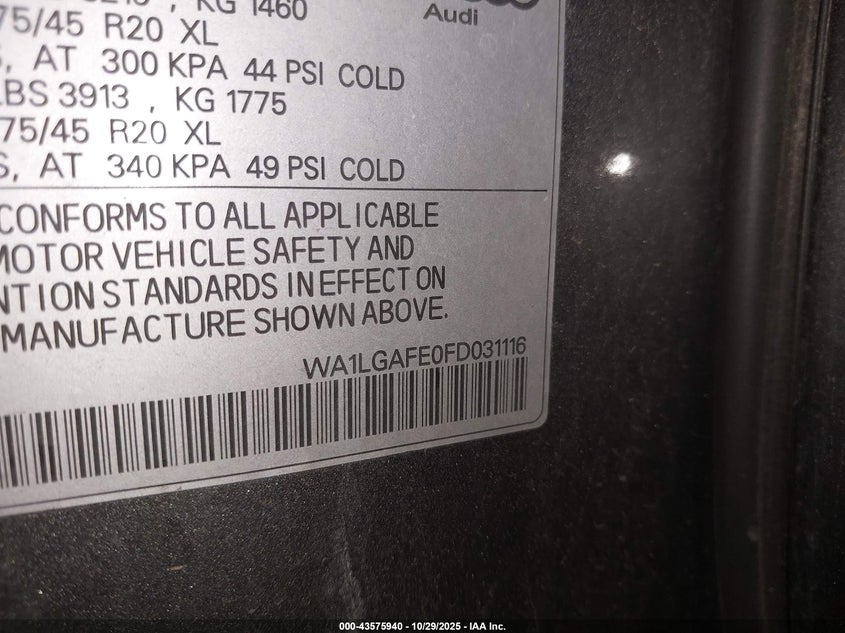 KG 1460
Audi
75/45 R20 XL
, AT 300 KPA 44 PSI COLD
LBS 3913 , KG 1775
75/45 R20 XL
S, AT 340 KPA 49 PSI COLD
CONFORMS TO ALL APPLICABLE
MOTOR VEHICLE SAFETY AND
NTION STANDARDS IN EFFECT ON
MANUFACTURE SHOWN ABOVE.
WA1LGAFE0FD031116
000-43575940 - 10/29/2025 - IAA Inc.